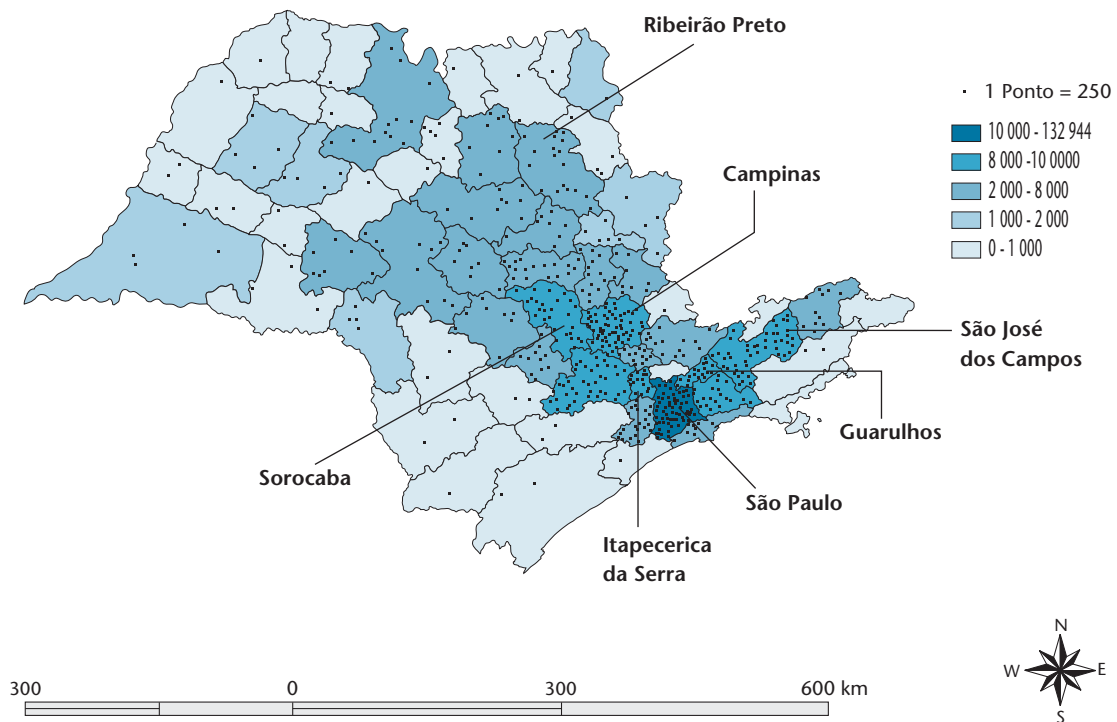 Ribeirão Preto
1 Ponto = 250
10 000 - 132 944
8 000 -10 0000
2 000 - 8 000
1 000 - 2 000
0 - 1 000
Campinas
São José
dos Campos
Guarulhos
Sorocaba
São Paulo
Itapecerica
da Serra
N
W E
S
300 0 300 600 km